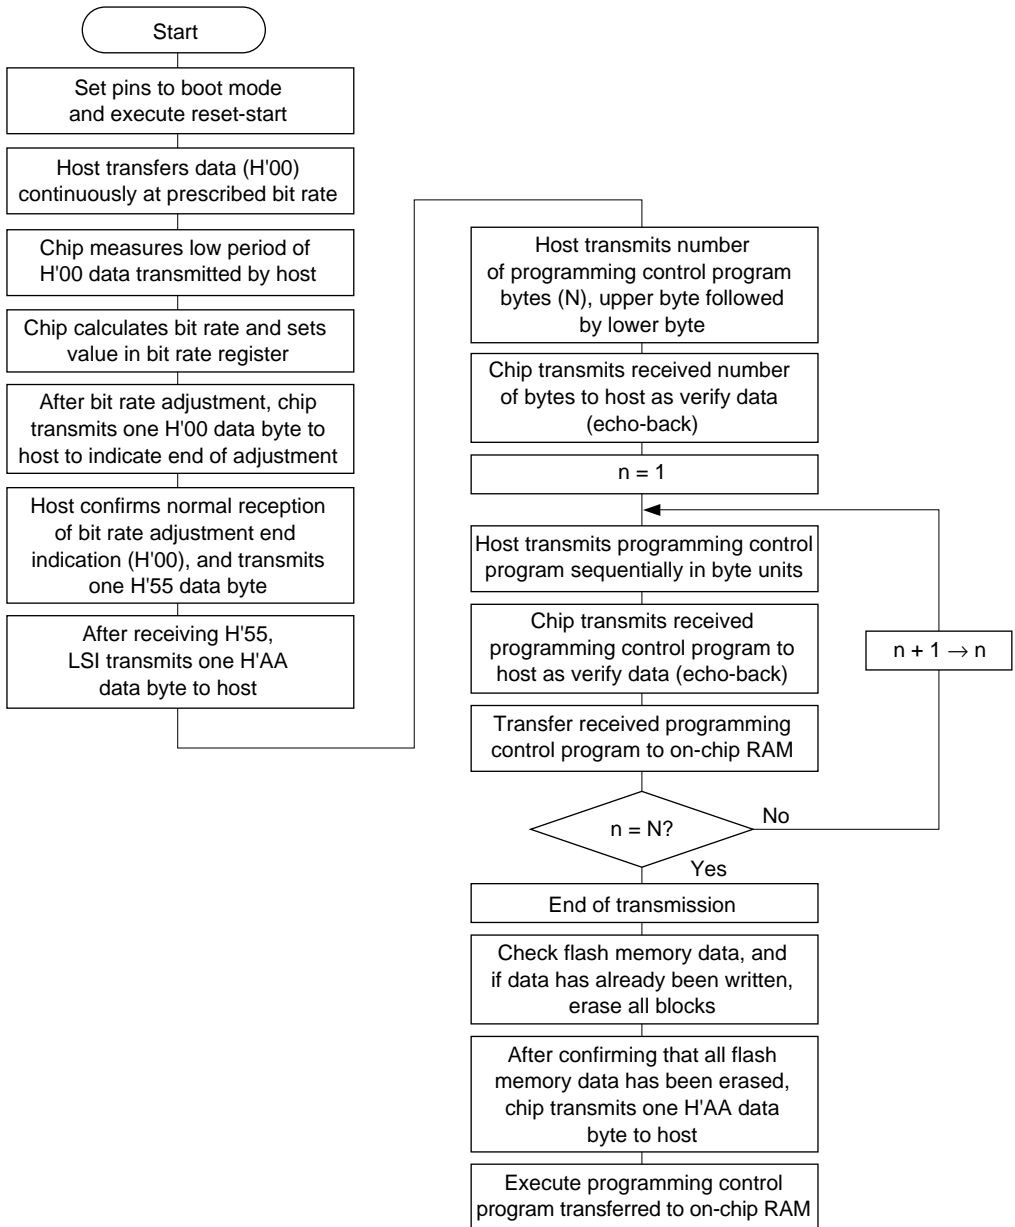 Start
Set pins to boot mode
and execute reset-start
Host transfers data (H'00)
continuously at prescribed bit rate
Chip measures low period of
H'00 data transmitted by host
Chip calculates bit rate and sets
value in bit rate register
After bit rate adjustment, chip
transmits one H'00 data byte to
host to indicate end of adjustment
Host confirms normal reception
of bit rate adjustment end
indication (H'00), and transmits
one H'55 data byte
After receiving H'55,
LSI transmits one H'AA
data byte to host
Host transmits number
of programming control program
bytes (N), upper byte followed
by lower byte
Chip transmits received number
of bytes to host as verify data
(echo-back)
n = 1
Host transmits programming control
program sequentially in byte units
Chip transmits received
programming control program to
host as verify data (echo-back)
n + 1 → n
Transfer received programming
control program to on-chip RAM
n = N?
No
Yes
End of transmission
Check flash memory data, and
if data has already been written,
erase all blocks
After confirming that all flash
memory data has been erased,
chip transmits one H'AA data
byte to host
Execute programming control
program transferred to on-chip RAM